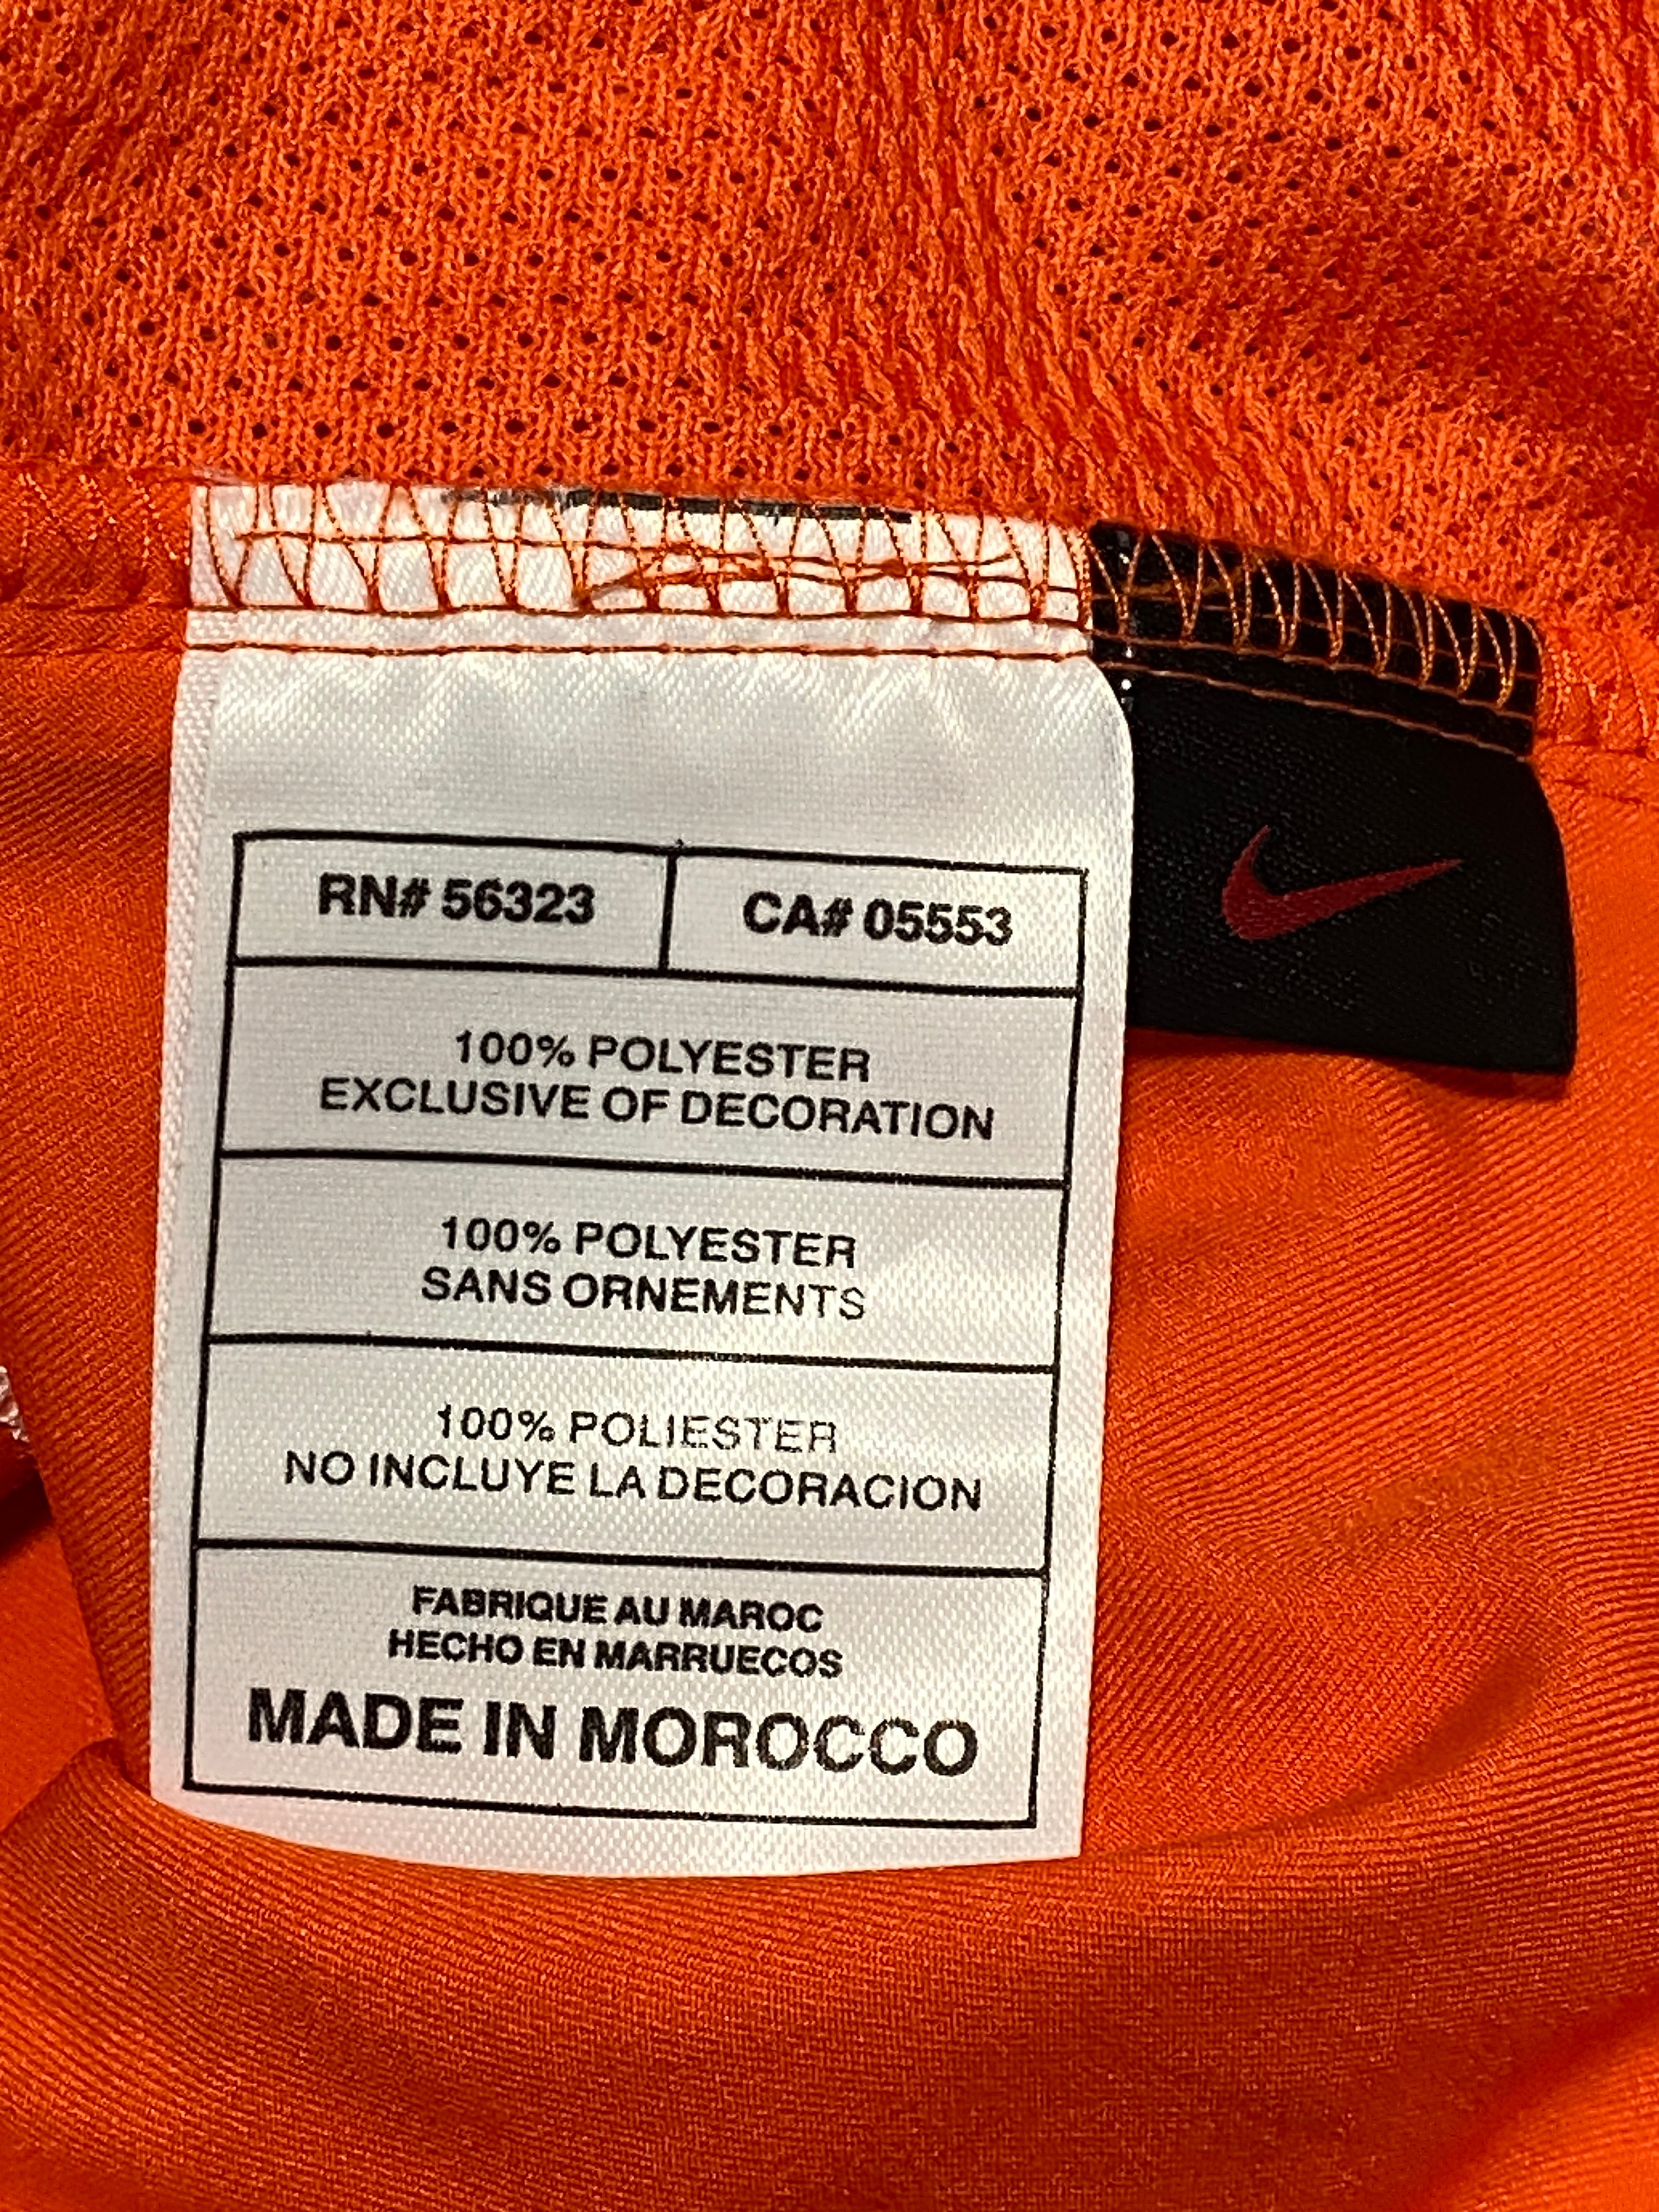 RN# 56323
CA# 05553
100% POLYESTER
EXCLUSIVE OF DECORATION
100% POLYESTER
SANS ORNEMENTS
100% POLIESTER
NO INCLUYE LA DECORACION
FABRIQUE AU MAROC
HECHO EN MARRUECOS
MADE IN MOROCCO